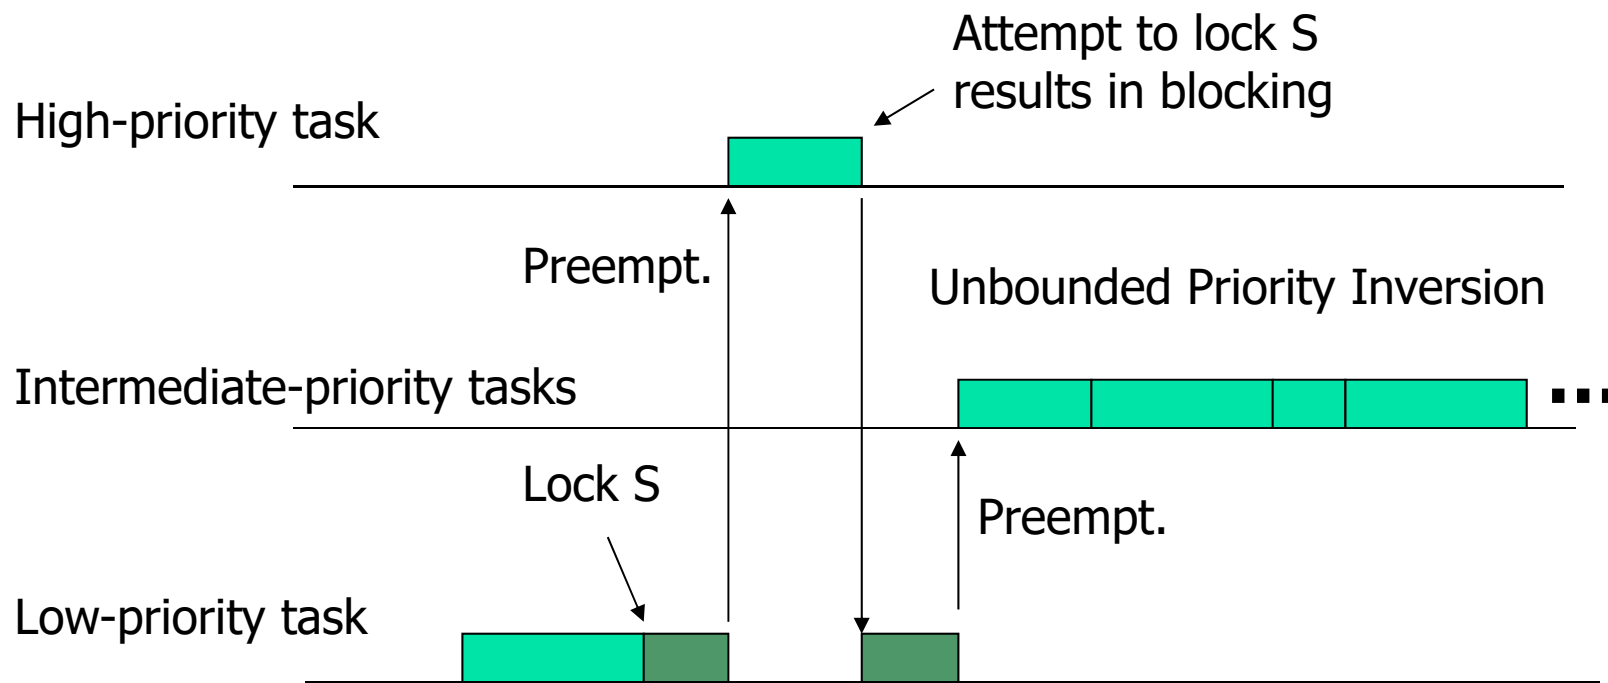 Attempt to lock S
results in blocking
High-priority task
Preempt.
Unbounded Priority Inversion
Intermediate-priority tasks
Lock S
Preempt.
Low-priority task